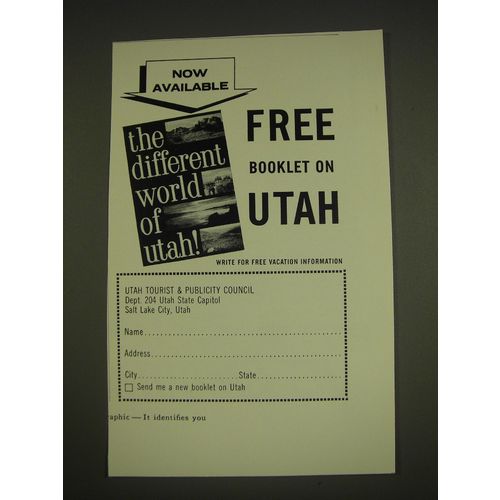 NOW
AVAILABLE
the
different
world
of
utah!
FREE
BOOKLET ON
UTAH
WRITE FOR FREE VACATION INFORMATION
UTAH TOURIST & PUBLICITY COUNCIL
Dept. 204 Utah State Capitol
Salt Lake City, Utah
Name
Address
City State
Send me a new booklet on Utah
raphic — It identifies you